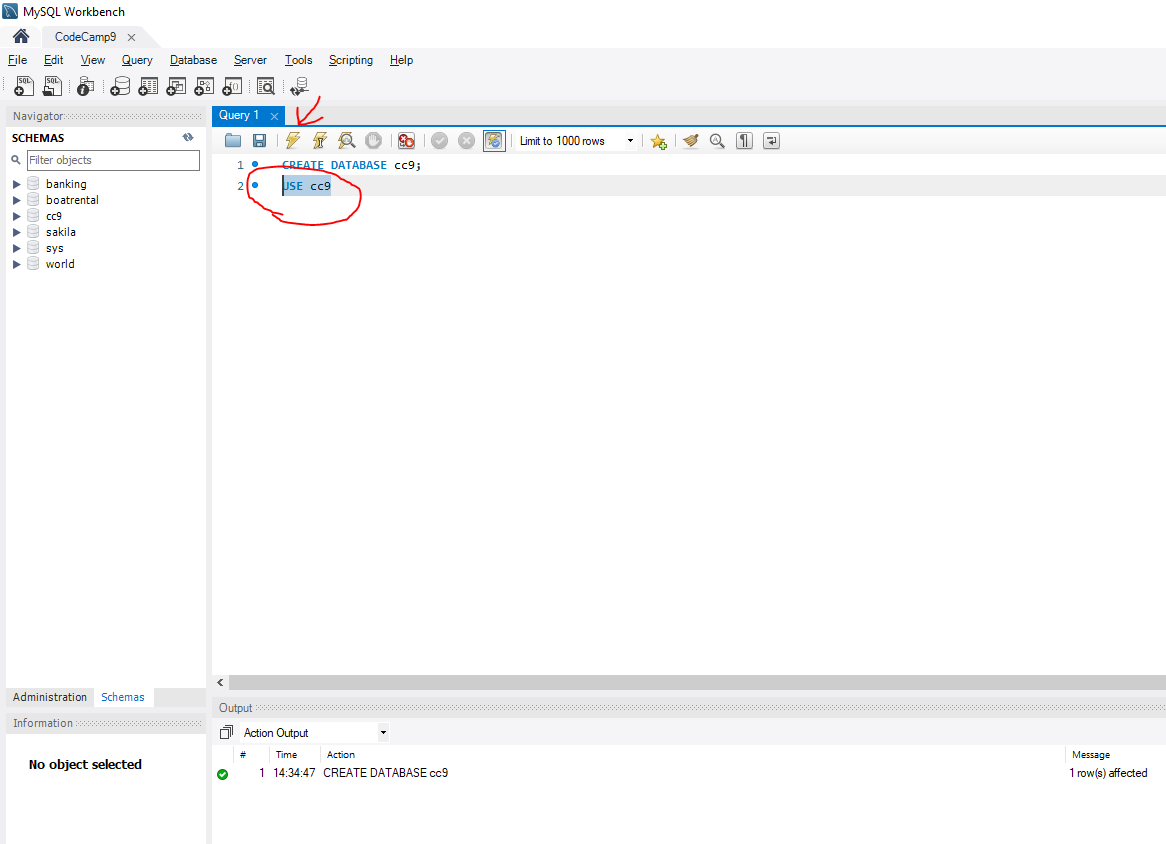 MySQL Workbench
CodeCamp9
File Edit View Query Database Server Tools Scripting Help
SQL SQL
Navigator
Query 1
SCHEMAS
Limit to 1000 rows
Filter objects
1 CREATE DATABASE cc9;
2 USE cc9
banking
boatrental
cc9
sakila
sys
world
Administration Schemas
Information
No object selected
Output
Action Output
# Time Action Message
1 14:34:47 CREATE DATABASE cc9 1 row(s) affected